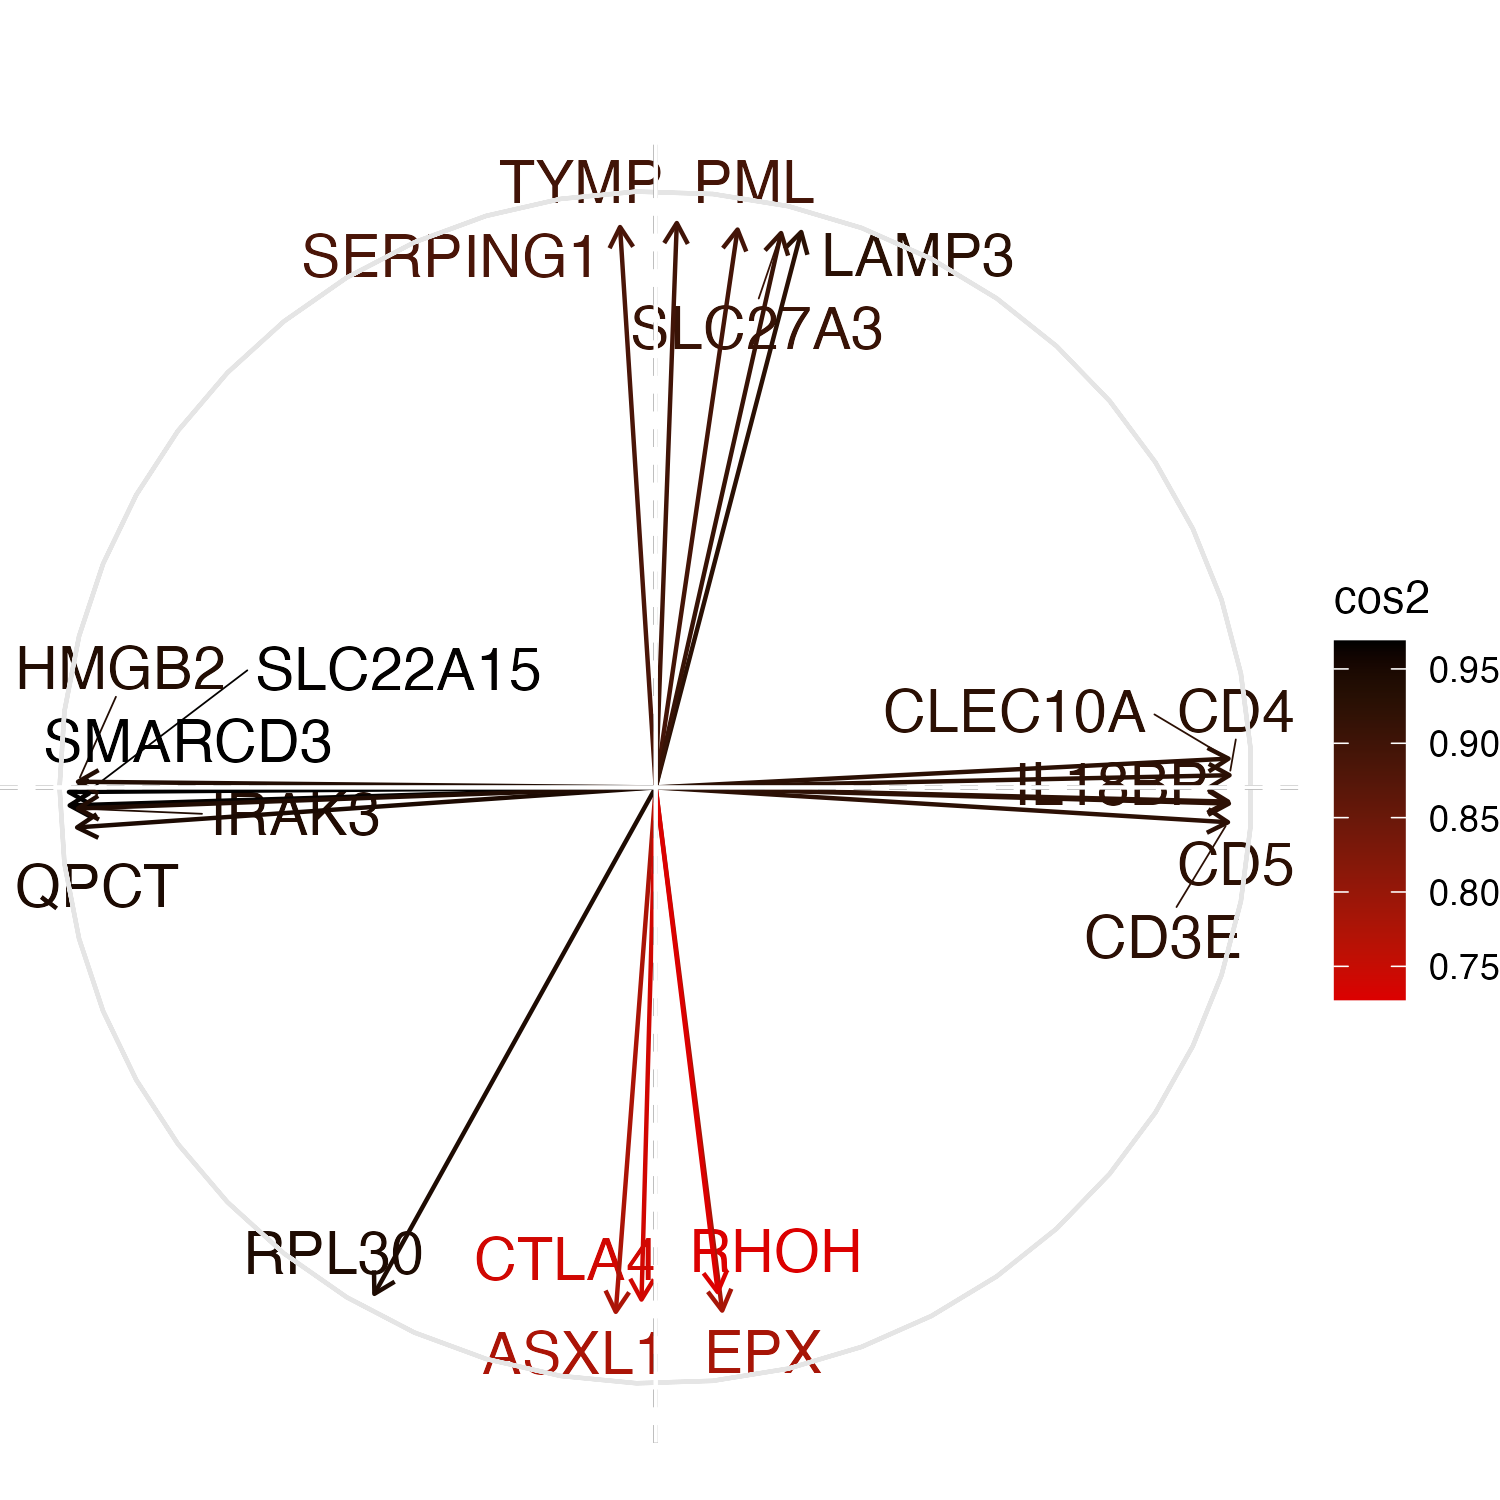 TYMP PML
SERPING1 LAMP3
SLC27A3
cos2
HMGB2 SLC22A15
0.95
CLEC10A CD4
SMARCD3
0.90
IL18BP
IRAK3
0.85
CD5
QPCT
0.80
CD3E
0.75
RPL30 CTLA4 RHOH
ASXL1 EPX